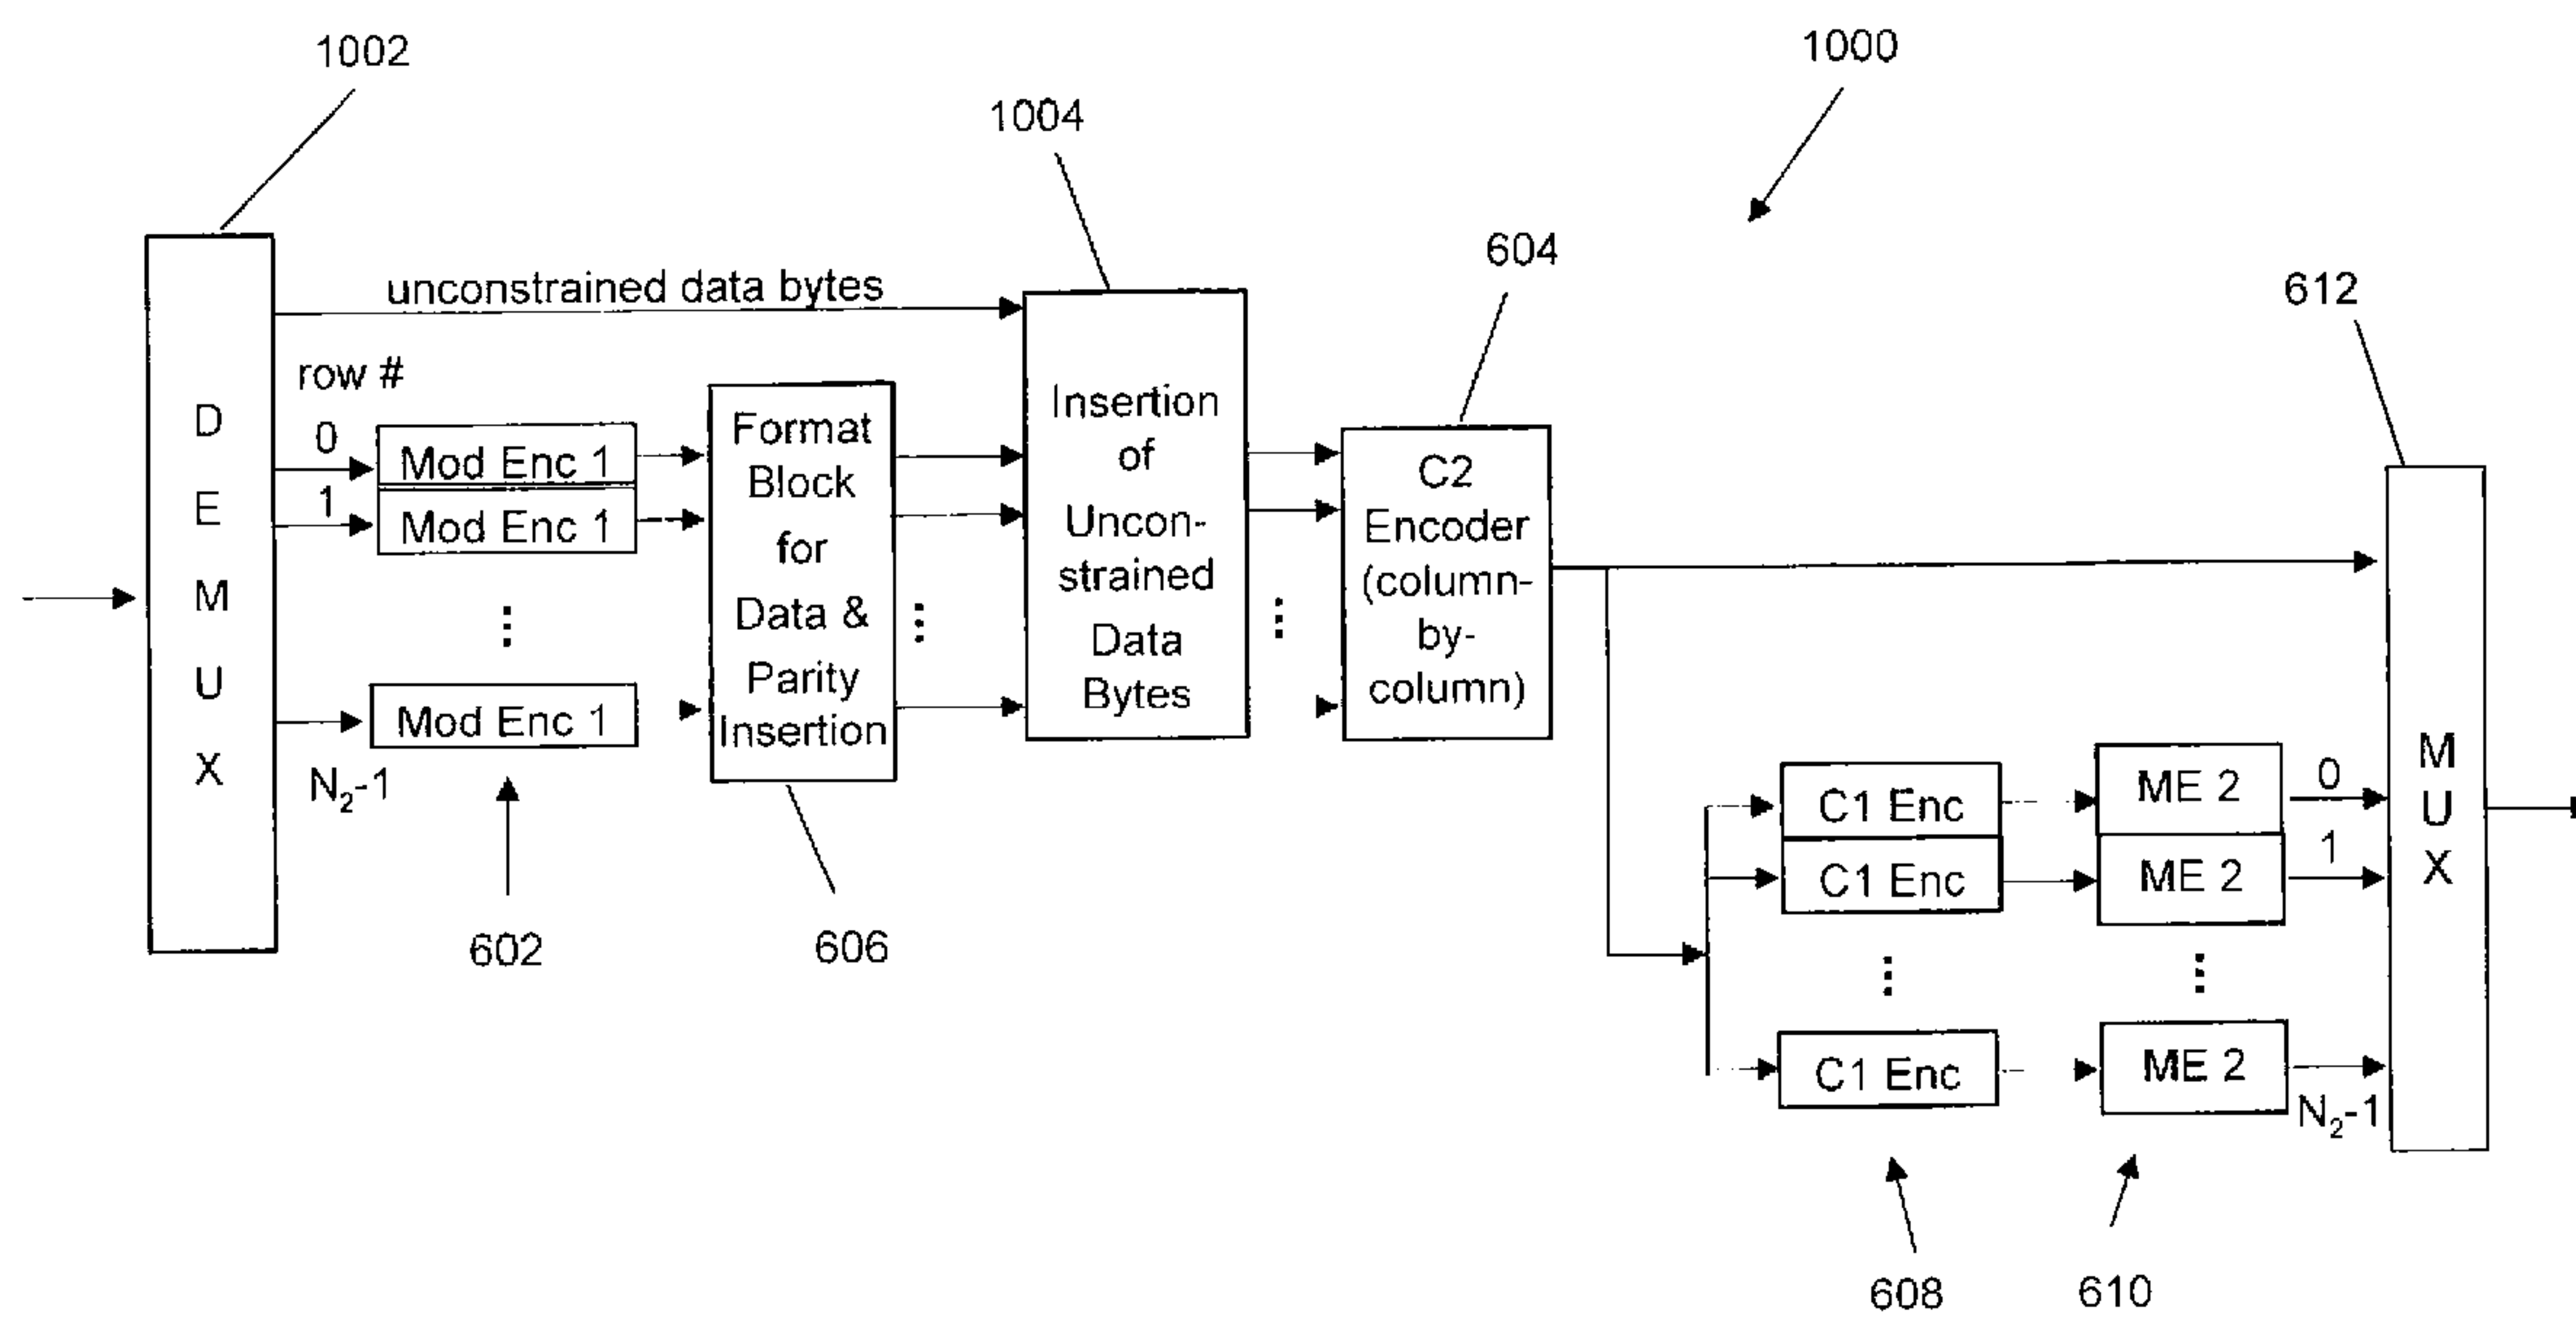 1002
1000
1004
604
612
unconstrained data bytes
row #
0
1
N₂-1
D
E
M
U
X
Mod Enc 1
Mod Enc 1
Mod Enc 1
602
Format
Block
for
Data &
Parity
Insertion
606
Insertion
of
Uncon-
strained
Data
Bytes
C2
Encoder
(column-
by-
column)
C1 Enc
C1 Enc
C1 Enc
608
ME 2
ME 2
ME 2
610
0
1
N₂-1
M
U
X